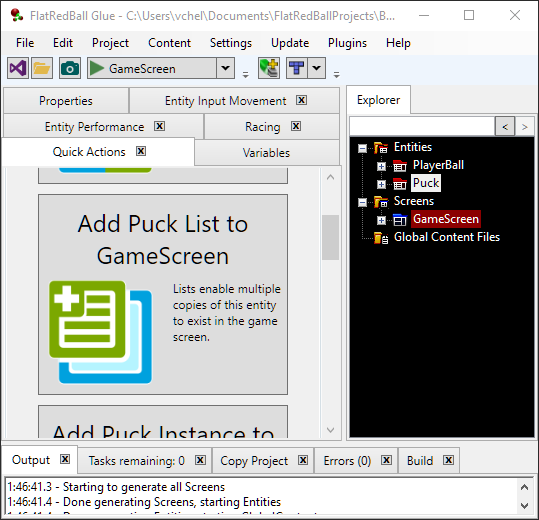 FlatRedBall Glue - C:\Users\vchel\Documents\FlatRedBallProjects\B...
File Edit Project Content Settings Update Plugins Help
GameScreen
Properties Entity Input Movement
Entity Performance Racing
Quick Actions Variables
Explorer
< >
Add Puck List to
GameScreen
Lists enable multiple
copies of this entity
to exist in the game
screen.
Add Puck Instance to
Entities
PlayerBall
Puck
Screens
GameScreen
Global Content Files
Output Tasks remaining: 0 Copy Project Errors (0) Build
1:46:41.3 - Starting to generate all Screens
1:46:41.4 - Done generating Screens, starting Entities